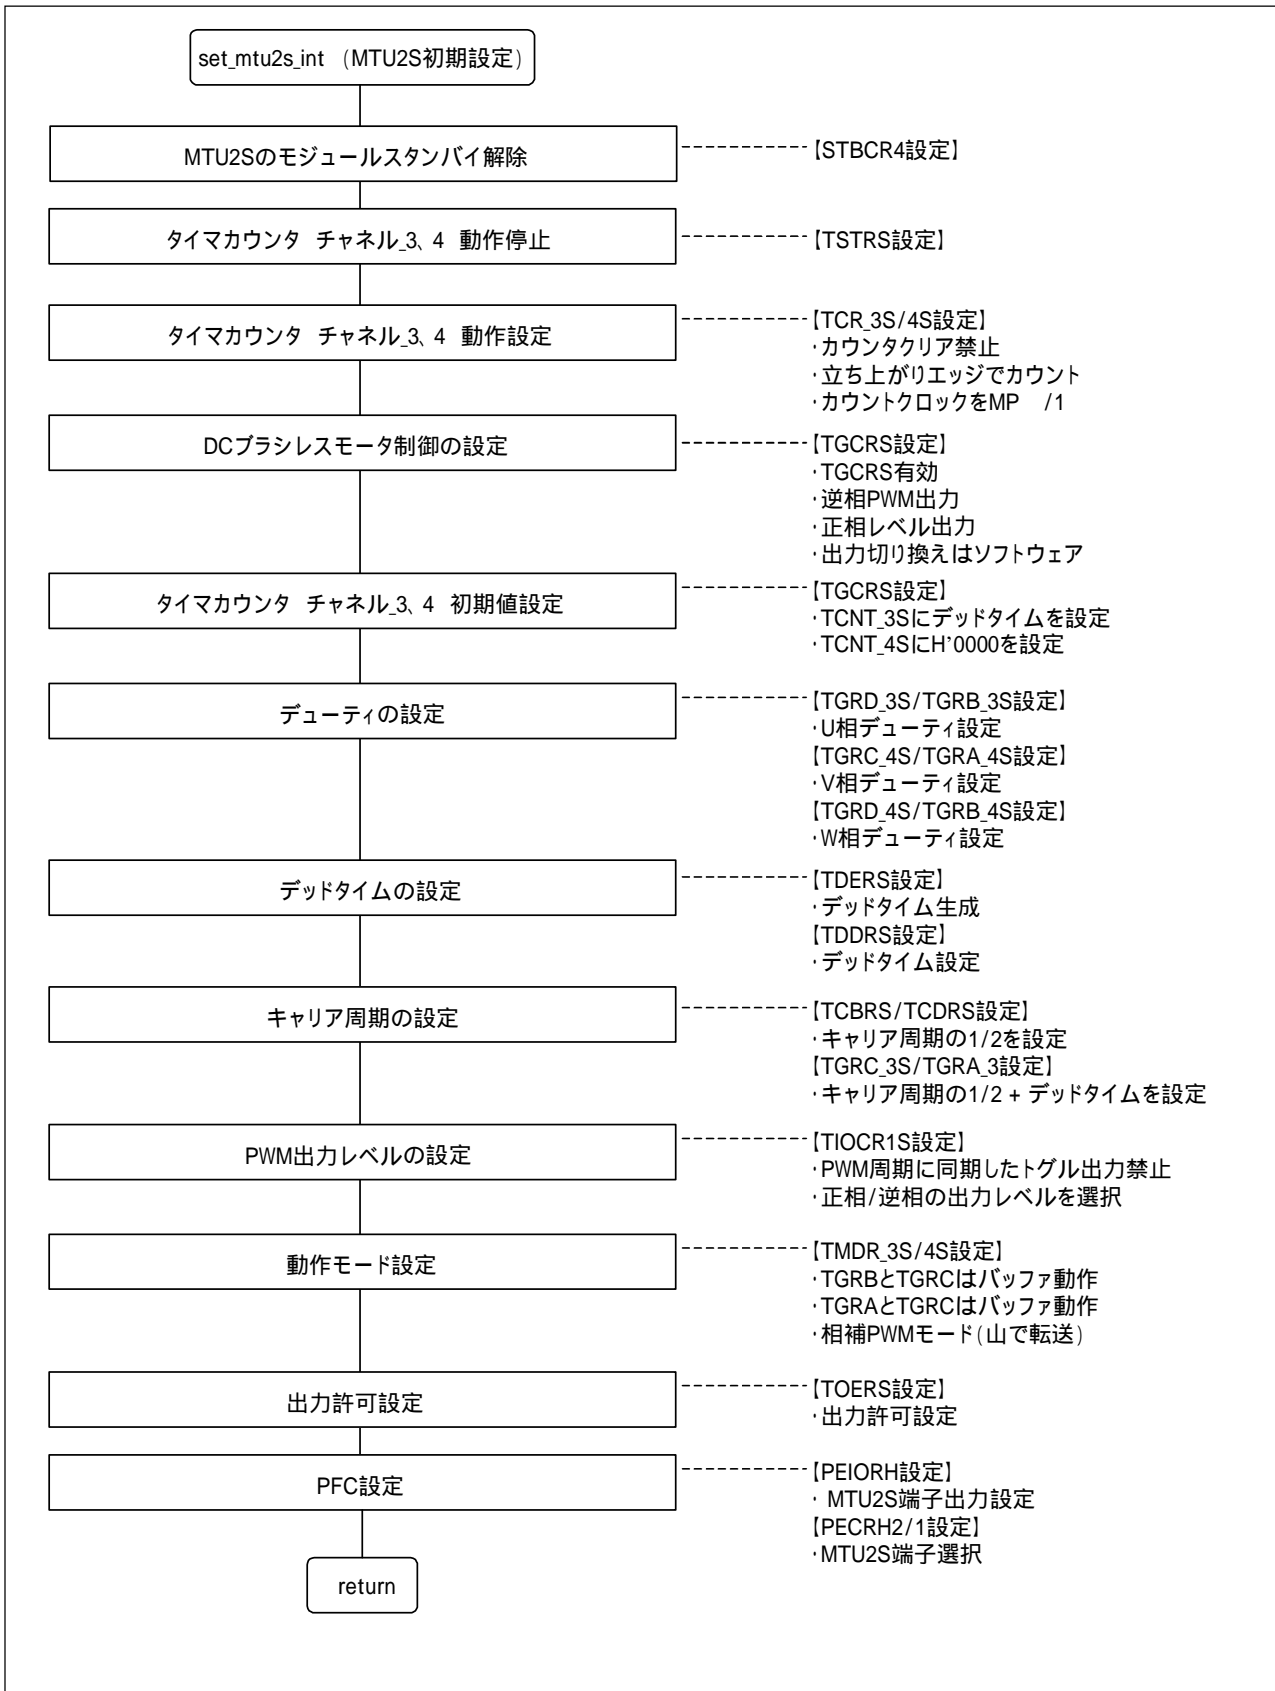 set_mtu2s_int （MTU2S初期設定）
MTU2Sのモジュールスタンバイ解除
【STBCR4設定】
タイマカウンタ チャネル_3、4 動作停止
【TSTRS設定】
タイマカウンタ チャネル_3、4 動作設定
【TCR_3S/4S設定】
・カウンタクリア禁止
・立ち上がりエッジでカウント
・カウントクロックをMP /1
DCブラシレスモータ制御の設定
【TGCRS設定】
・TGCRS有効
・逆相PWM出力
・正相レベル出力
・出力切り換えはソフトウェア
タイマカウンタ チャネル_3、4 初期値設定
【TGCRS設定】
・TCNT_3Sにデッドタイムを設定
・TCNT_4SにH'0000を設定
デューティの設定
【TGRD_3S/TGRB_3S設定】
・U相デューティ設定
【TGRC_4S/TGRA_4S設定】
・V相デューティ設定
【TGRD_4S/TGRB_4S設定】
・W相デューティ設定
デッドタイムの設定
【TDERS設定】
・デッドタイム生成
【TDDRS設定】
・デッドタイム設定
キャリア周期の設定
【TCBRS/TCDRS設定】
・キャリア周期の1/2を設定
【TGRC_3S/TGRA_3設定】
・キャリア周期の1/2 + デッドタイムを設定
PWM出力レベルの設定
【TIOCR1S設定】
・PWM周期に同期したトグル出力禁止
・正相/逆相の出力レベルを選択
動作モード設定
【TMDR_3S/4S設定】
・TGRBとTGRCはバッファ動作
・TGRAとTGRCはバッファ動作
・相補PWMモード(山で転送)
出力許可設定
【TOERS設定】
・出力許可設定
PFC設定
【PEIORH設定】
・ MTU2S端子出力設定
【PECRH2/1設定】
・MTU2S端子選択
return